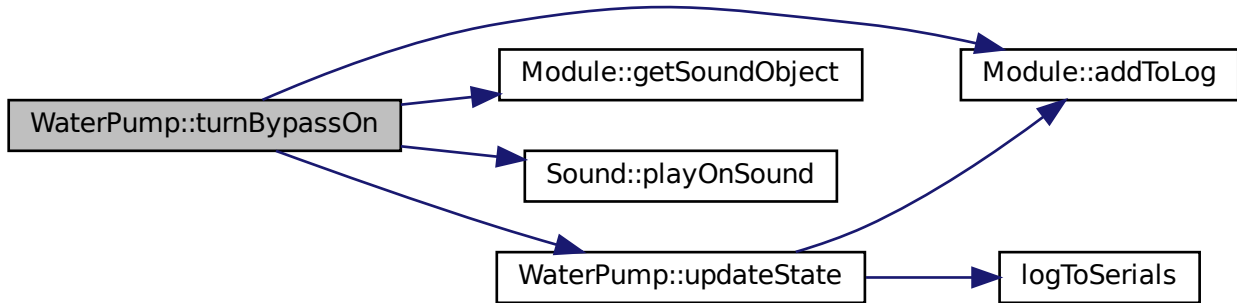 Module::getSoundObject
Module::addToLog
WaterPump::turnBypassOn
Sound::playOnSound
WaterPump::updateState
logToSerials